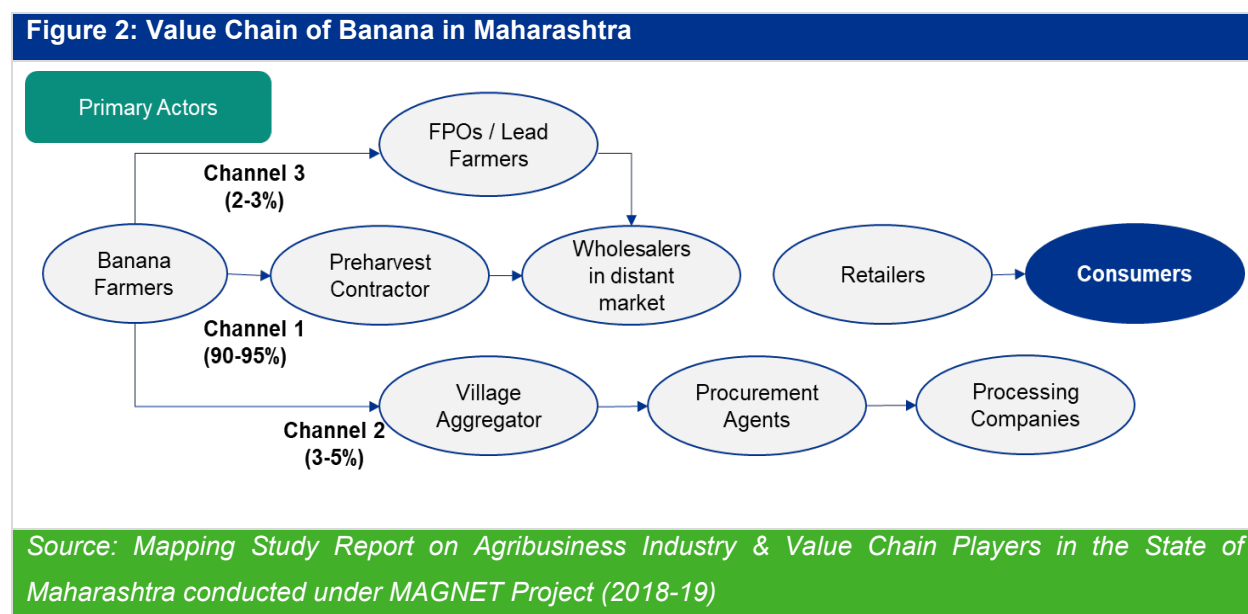 Figure 2: Value Chain of Banana in Maharashtra
Primary Actors
FPOs / Lead
Farmers
Channel 3
(2-3%)
Banana
Farmers
Preharvest
Contractor
Wholesalers
in distant
market
Retailers
Consumers
Channel 1
(90-95%)
Village
Aggregator
Procurement
Agents
Processing
Companies
Channel 2
(3-5%)
Source: Mapping Study Report on Agribusiness Industry & Value Chain Players in the State of
Maharashtra conducted under MAGNET Project (2018-19)